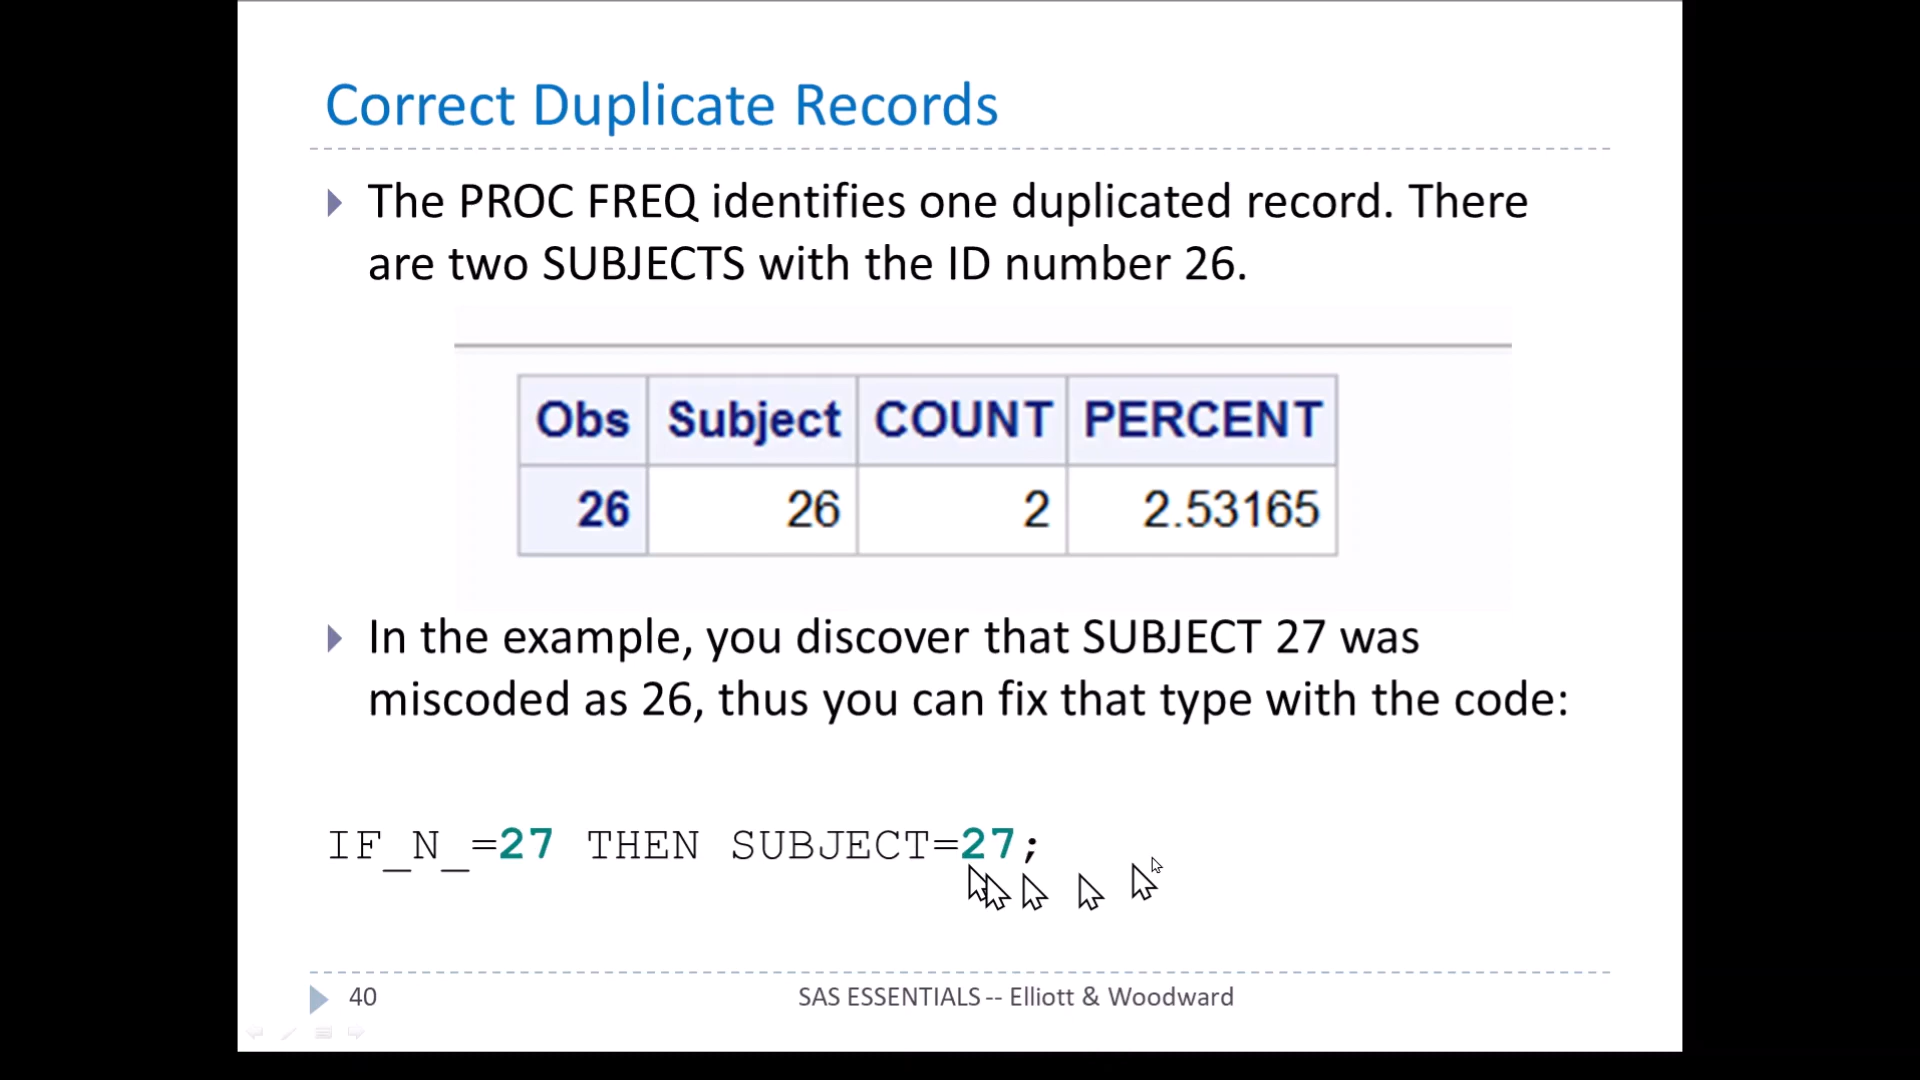 Correct Duplicate Records
The PROC FREQ identifies one duplicated record. There
are two SUBJECTS with the ID number 26.
Obs Subject COUNT PERCENT
26 26 2 2.53165
In the example, you discover that SUBJECT 27 was
miscoded as 26, thus you can fix that type with the code:
IF_N_=27 THEN SUBJECT=27;
40 SAS ESSENTIALS -- Elliott & Woodward